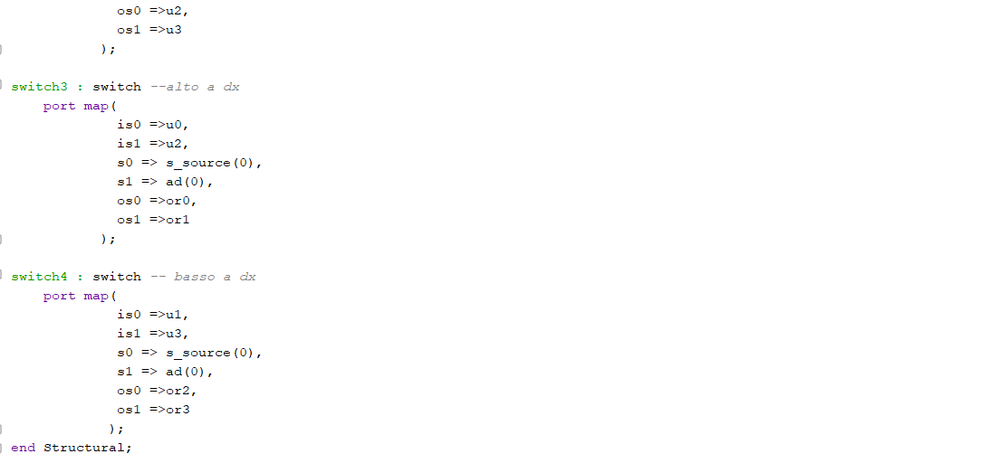 os0 =>u2,
os1 =>u3
);
switch3 : switch --alto a dx
port map(
is0 =>u0,
is1 =>u2,
s0 => s_source(0),
s1 => ad(0),
os0 =>or0,
os1 =>or1
);
switch4 : switch -- basso a dx
port map(
is0 =>u1,
is1 =>u3,
s0 => s_source(0),
s1 => ad(0),
os0 =>or2,
os1 =>or3
);
end Structural;